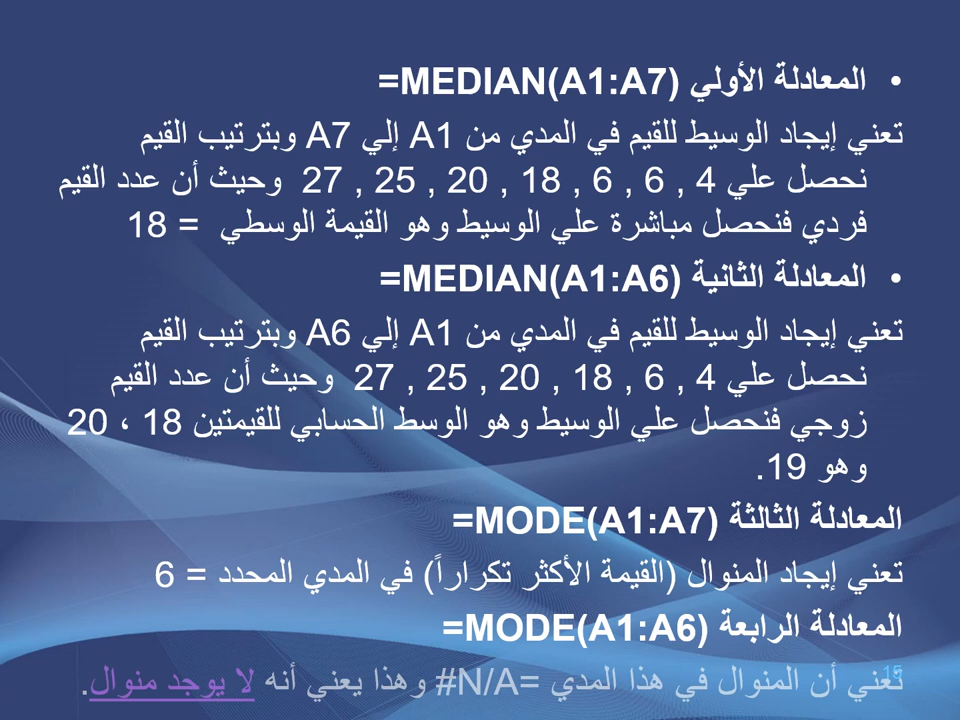 • المعادلة الأولي =MEDIAN(A1:A7)
تعني إيجاد الوسيط للقيم في المدي من A1 إلي A7 وبترتيب القيم
نحصل علي 4 , 6 , 6 , 18 , 20 , 25 , 27 وحيث أن عدد القيم
فردي فنحصل مباشرة علي الوسيط وهو القيمة الوسطي = 18
• المعادلة الثانية =MEDIAN(A1:A6)
تعني إيجاد الوسيط للقيم في المدي من A1 إلي A6 وبترتيب القيم
نحصل علي 4 , 6 , 18 , 20 , 25 , 27 وحيث أن عدد القيم
زوجي فنحصل علي الوسيط وهو الوسط الحسابي للقيمتين 18 ، 20
وهو 19.
المعادلة الثالثة =MODE(A1:A7)
تعني إيجاد المنوال (القيمة الأكثر تكراراً) في المدي المحدد = 6
المعادلة الرابعة =MODE(A1:A6)
تعني أن المنوال في هذا المدي =#N/A وهذا يعني أنه لا يوجد منوال.
15